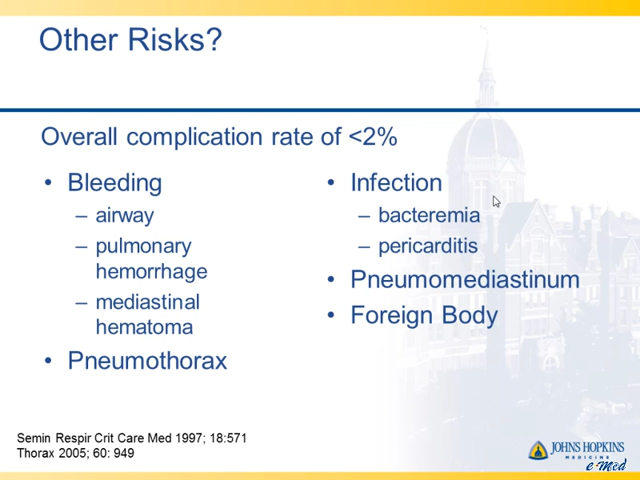 Other Risks?
Overall complication rate of <2%
• Bleeding
– airway
– pulmonary
hemorrhage
– mediastinal
hematoma
• Pneumothorax
• Infection
– bacteremia
– pericarditis
• Pneumomediastinum
• Foreign Body
Semin Respir Crit Care Med 1997; 18:571
Thorax 2005; 60: 949
JOHNS HOPKINS
MEDICINE
e-Med